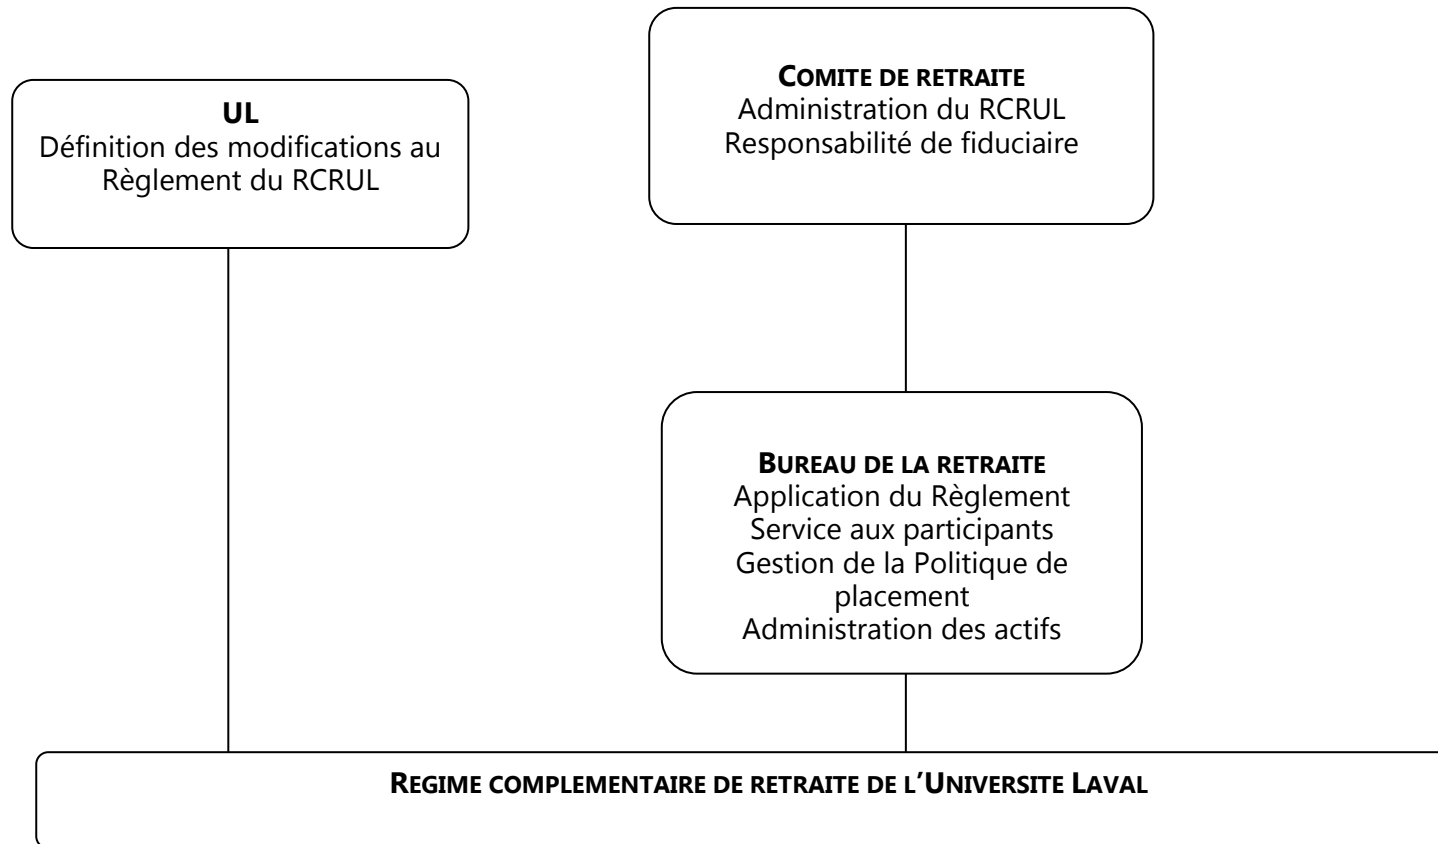 UL
Définition des modifications au
Règlement du RCRUL
COMITE DE RETRAITE
Administration du RCRUL
Responsabilité de fiduciaire
BUREAU DE LA RETRAITE
Application du Règlement
Service aux participants
Gestion de la Politique de
placement
Administration des actifs
REGIME COMPLEMENTAIRE DE RETRAITE DE L’UNIVERSITE LAVAL